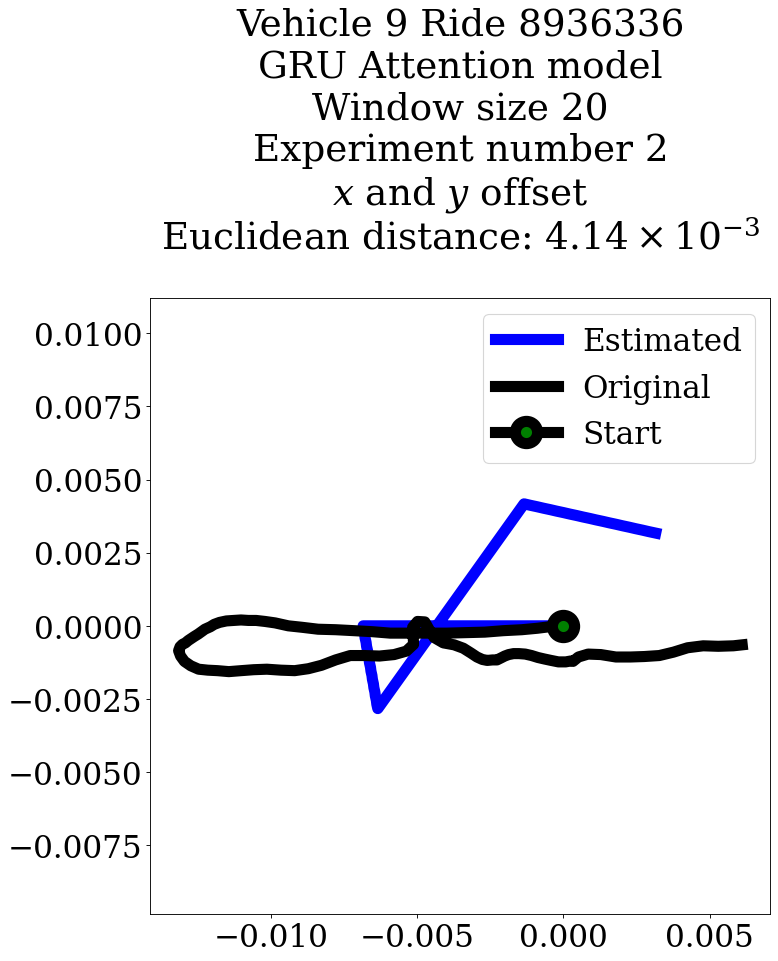 Vehicle 9 Ride 8936336
GRU Attention model
Window size 20
Experiment number 2
x and y offset
Euclidean distance: 4.14 × 10⁻³
Estimated
Original
Start
0.0100
0.0075
0.0050
0.0025
0.0000
−0.0025
−0.0050
−0.0075
−0.010 −0.005 0.000 0.005